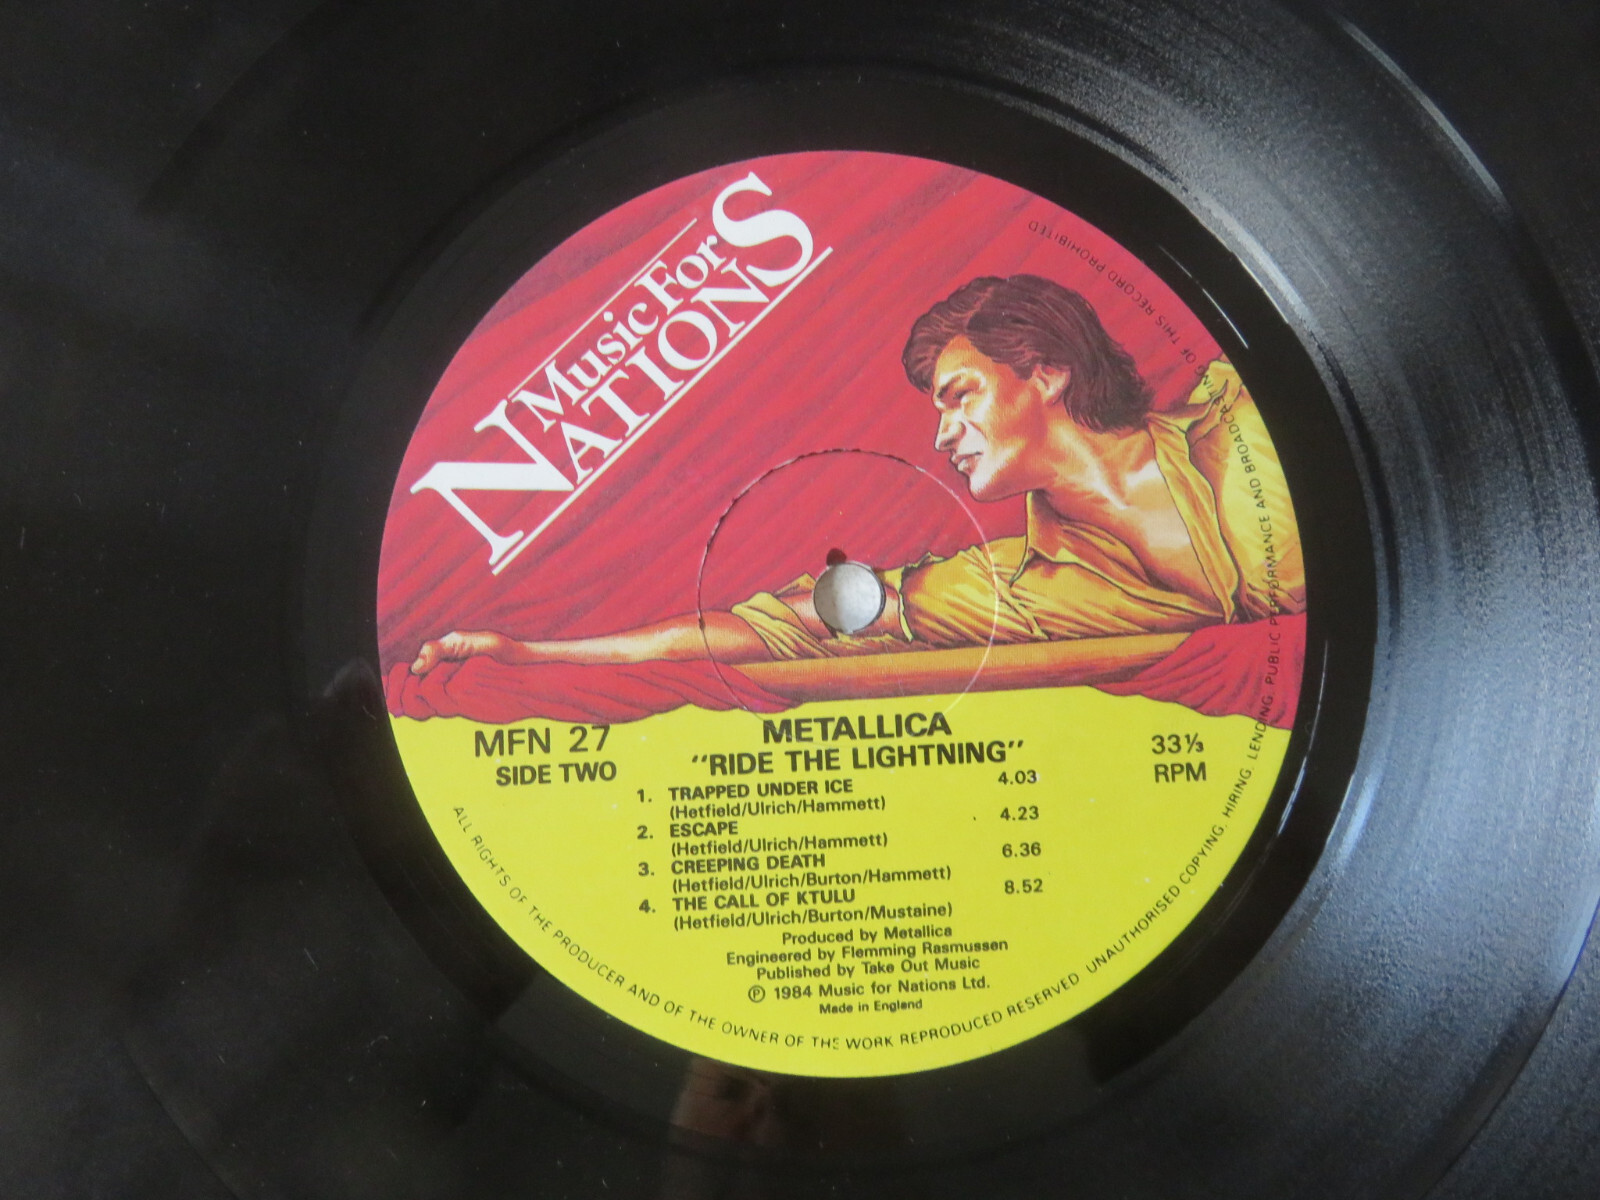 Music For
NATIONS
MFN 27
SIDE TWO
METALLICA
"RIDE THE LIGHTNING"
33⅓
RPM
1. TRAPPED UNDER ICE 4.03
(Hetfield/Ulrich/Hammett)
2. ESCAPE 4.23
(Hetfield/Ulrich/Hammett)
3. CREEPING DEATH 6.36
(Hetfield/Ulrich/Burton/Hammett)
4. THE CALL OF KTULU 8.52
(Hetfield/Ulrich/Burton/Mustaine)
Produced by Metallica
Engineered by Flemming Rasmussen
Published by Take Out Music
℗ 1984 Music for Nations Ltd.
Made in England
ALL RIGHTS OF THE PRODUCER AND OF THE OWNER OF THE WORK REPRODUCED RESERVED UNAUTHORISED COPYING. HIRING. LENDING. PUBLIC PERFORMANCE AND BROADCASTING OF THIS RECORD PROHIBITED